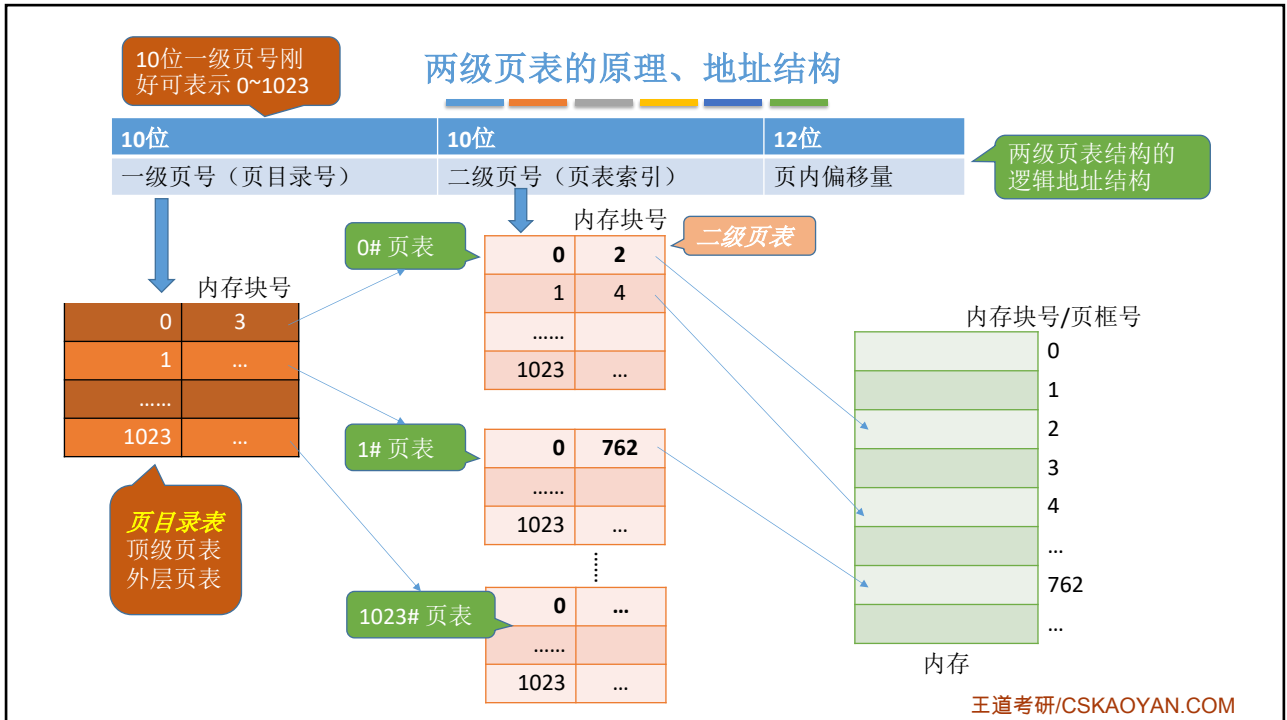 10位一级页号刚
好可表示 0~1023
两级页表的原理、地址结构
10位 10位 12位
一级页号（页目录号） 二级页号（页表索引） 页内偏移量
两级页表结构的
逻辑地址结构
内存块号
0 3
1 ...
......
1023 ...
页目录表
顶级页表
外层页表
0# 页表
内存块号
二级页表
0 2
1 4
......
1023 ...
1# 页表
0 762
......
1023 ...
......
1023# 页表
0 ...
......
1023 ...
内存块号/页框号
0
1
2
3
4
...
762
...
内存
王道考研/CSKAOYAN.COM